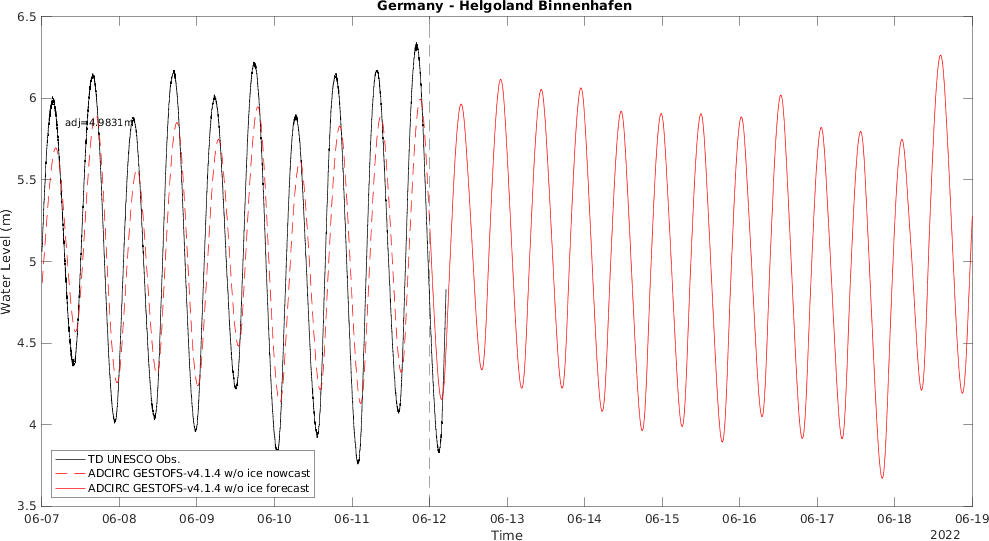 Germany - Helgoland Binnenhafen
6.5
6
5.5
5
4.5
4
3.5
Water Level (m)
adj=4.9831m
TD UNESCO Obs.
ADCIRC GESTOFS-v4.1.4 w/o ice nowcast
ADCIRC GESTOFS-v4.1.4 w/o ice forecast
06-07 06-08 06-09 06-10 06-11 06-12 06-13 06-14 06-15 06-16 06-17 06-18 06-19
Time
2022